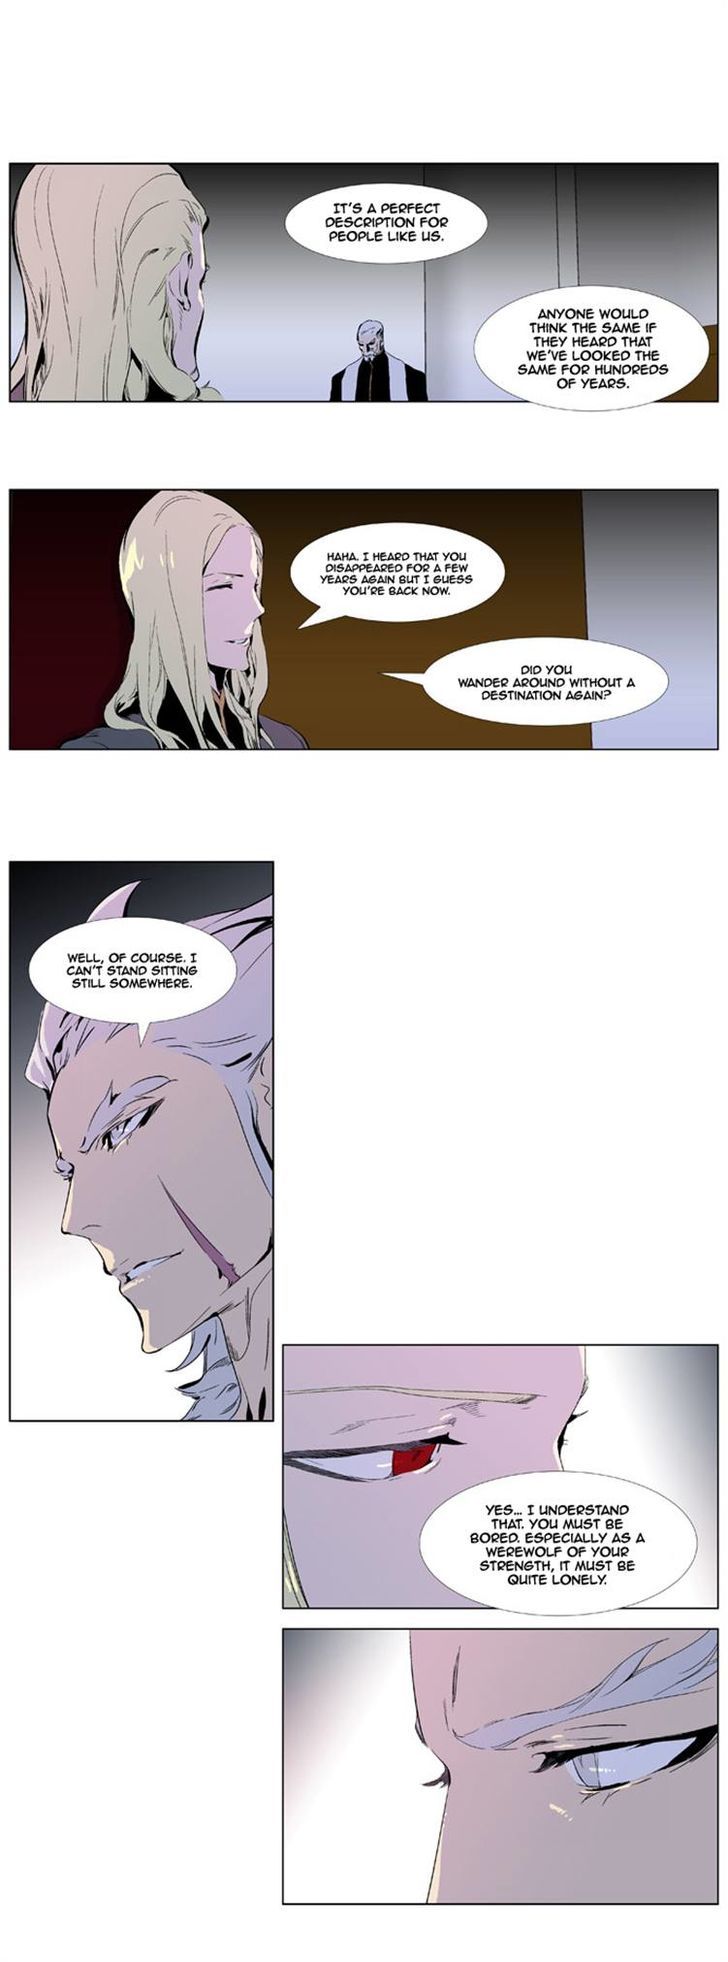 IT'S A PERFECT
DESCRIPTION FOR
PEOPLE LIKE US.
ANYONE WOULD
THINK THE SAME IF
THEY HEARD THAT
WE'VE LOOKED THE
SAME FOR HUNDREDS
OF YEARS.
HAHA. I HEARD THAT YOU
DISAPPEARED FOR A FEW
YEARS AGAIN BUT I GUESS
YOU'RE BACK NOW.
DID YOU
WANDER AROUND WITHOUT A
DESTINATION AGAIN?
WELL, OF COURSE. I
CAN'T STAND SITTING
STILL SOMEWHERE.
YES... I UNDERSTAND
THAT. YOU MUST BE
BORED. ESPECIALLY AS A
WEREWOLF OF YOUR
STRENGTH, IT MUST BE
QUITE LONELY.